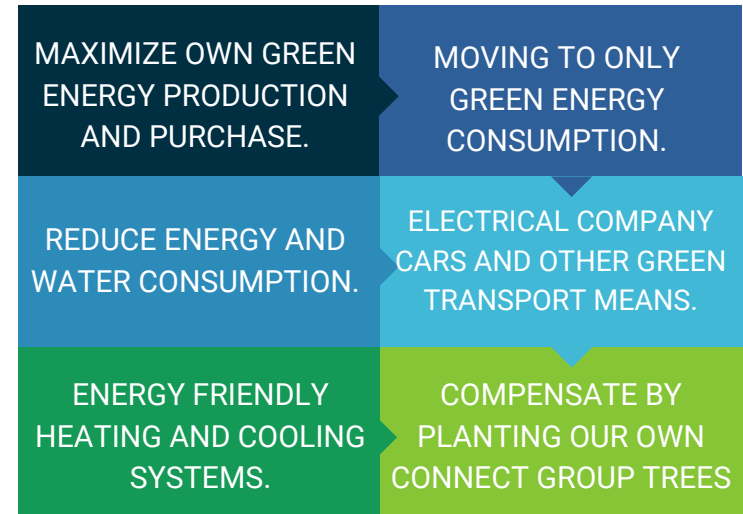 MAXIMIZE OWN GREEN
ENERGY PRODUCTION
AND PURCHASE.
MOVING TO ONLY
GREEN ENERGY
CONSUMPTION.
REDUCE ENERGY AND
WATER CONSUMPTION.
ELECTRICAL COMPANY
CARS AND OTHER GREEN
TRANSPORT MEANS.
ENERGY FRIENDLY
HEATING AND COOLING
SYSTEMS.
COMPENSATE BY
PLANTING OUR OWN
CONNECT GROUP TREES